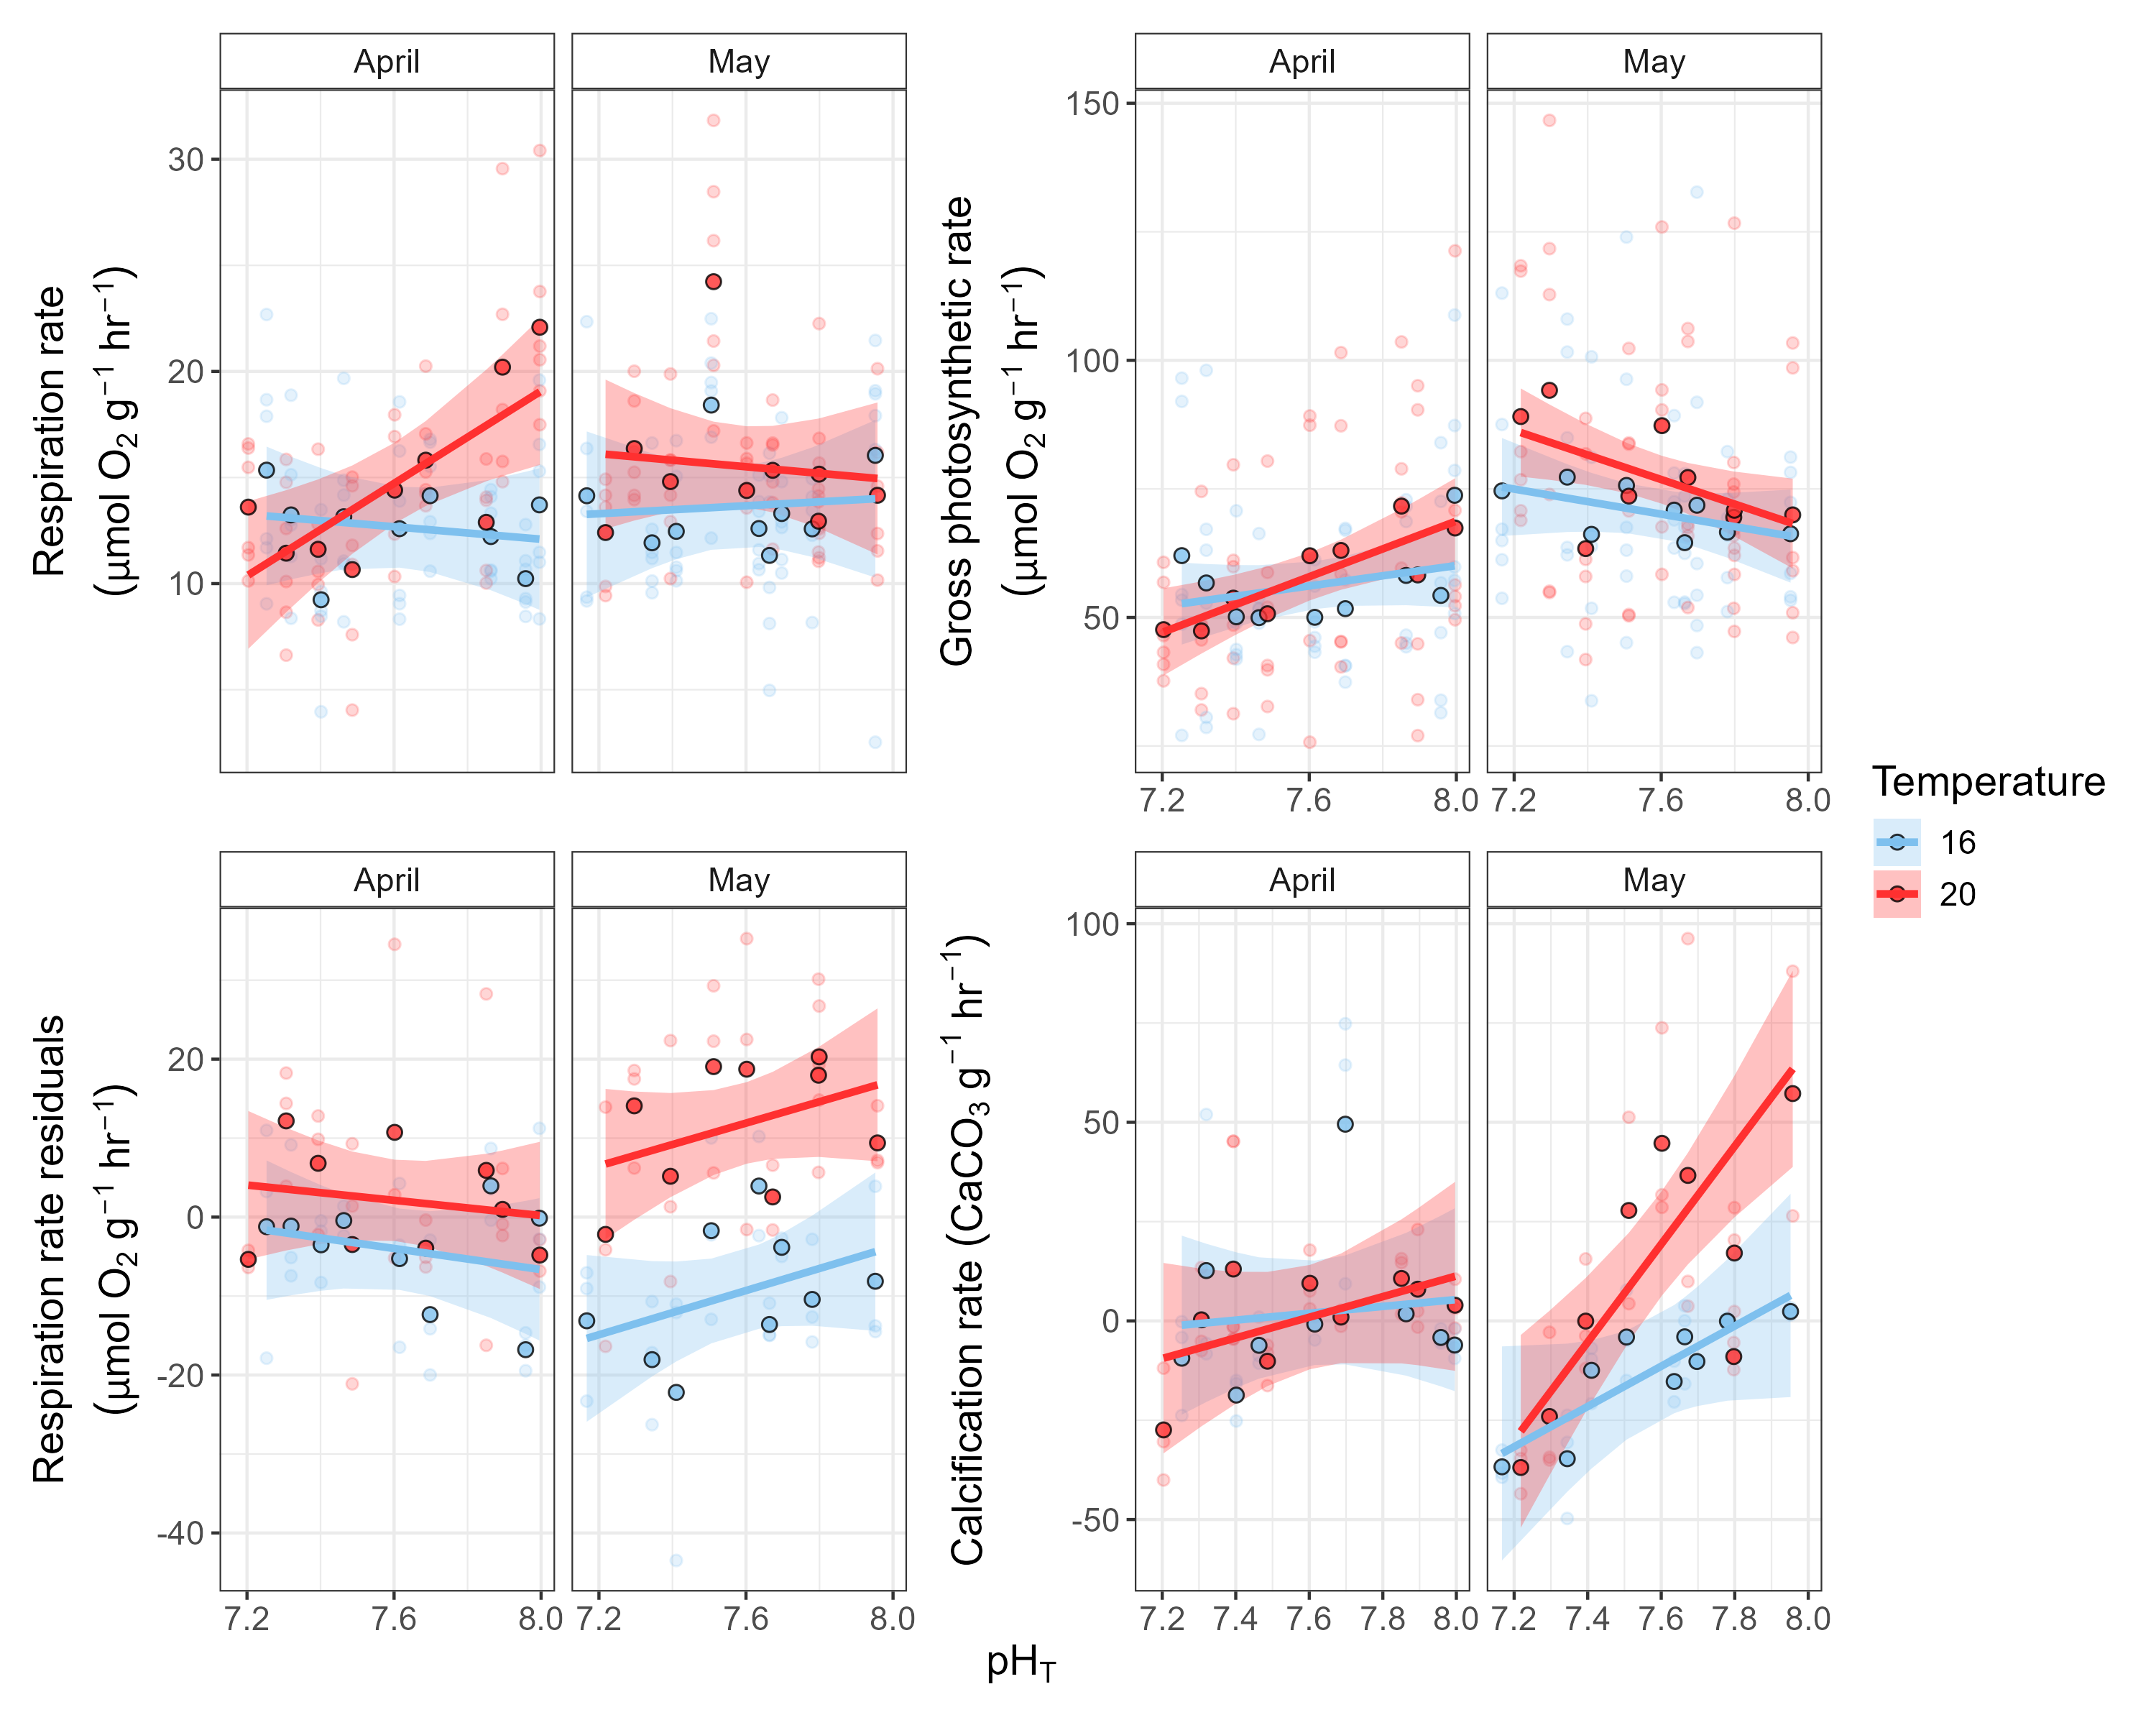 April
May
30
20
10
Respiration rate
(µmol O₂ g⁻¹ hr⁻¹)
April
May
150
100
50
Gross photosynthetic rate
(µmol O₂ g⁻¹ hr⁻¹)
7.2
7.6
8.0
7.2
7.6
8.0
Temperature
16
20
April
May
20
0
-20
-40
Respiration rate residuals
(µmol O₂ g⁻¹ hr⁻¹)
7.2
7.6
8.0
7.2
7.6
8.0
April
May
100
50
0
-50
Calcification rate (CaCO₃ g⁻¹ hr⁻¹)
7.2
7.4
7.6
7.8
8.0
7.2
7.4
7.6
7.8
8.0
pH_T